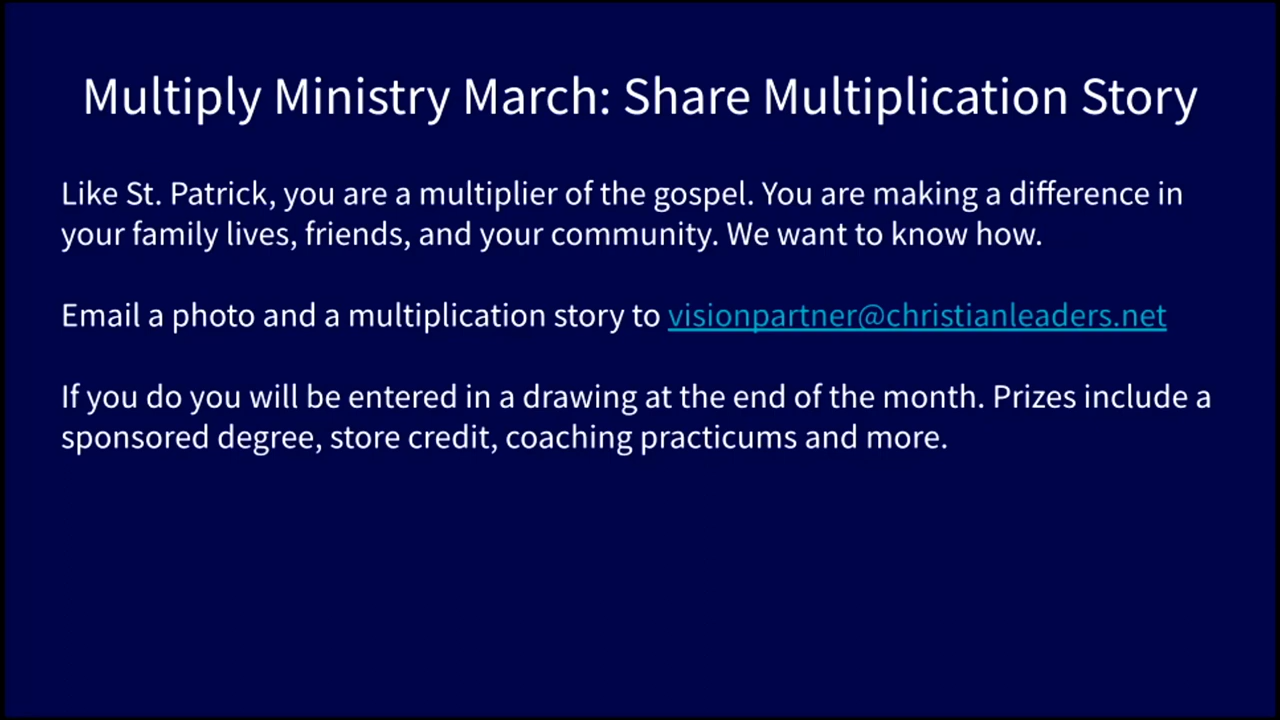 Multiply Ministry March: Share Multiplication Story
Like St. Patrick, you are a multiplier of the gospel. You are making a difference in
your family lives, friends, and your community. We want to know how.
Email a photo and a multiplication story to visionpartner@christianleaders.net
If you do you will be entered in a drawing at the end of the month. Prizes include a
sponsored degree, store credit, coaching practicums and more.